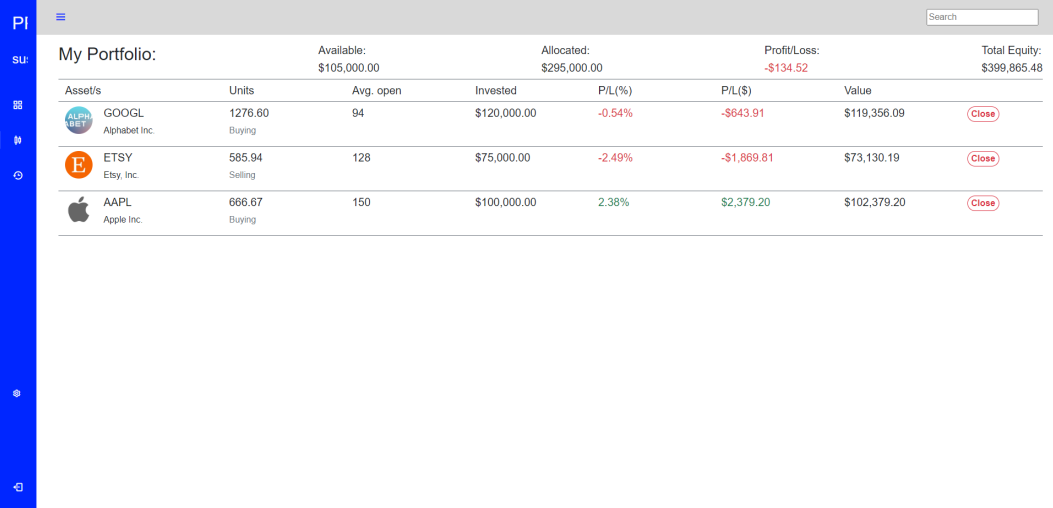 Search
My Portfolio:
Available: Allocated: Profit/Loss: Total Equity:
$105,000.00 $295,000.00 -$134.52 $399,865.48
Asset/s Units Avg. open Invested P/L(%) P/L($) Value
GOOGL 1276.60 94 $120,000.00 -0.54% -$643.91 $119,356.09 Close
ALPHABET
Alphabet Inc. Buying
ETSY 585.94 128 $75,000.00 -2.49% -$1,869.81 $73,130.19 Close
E
Etsy, Inc. Selling
AAPL 666.67 150 $100,000.00 2.38% $2,379.20 $102,379.20 Close
Apple Inc. Buying